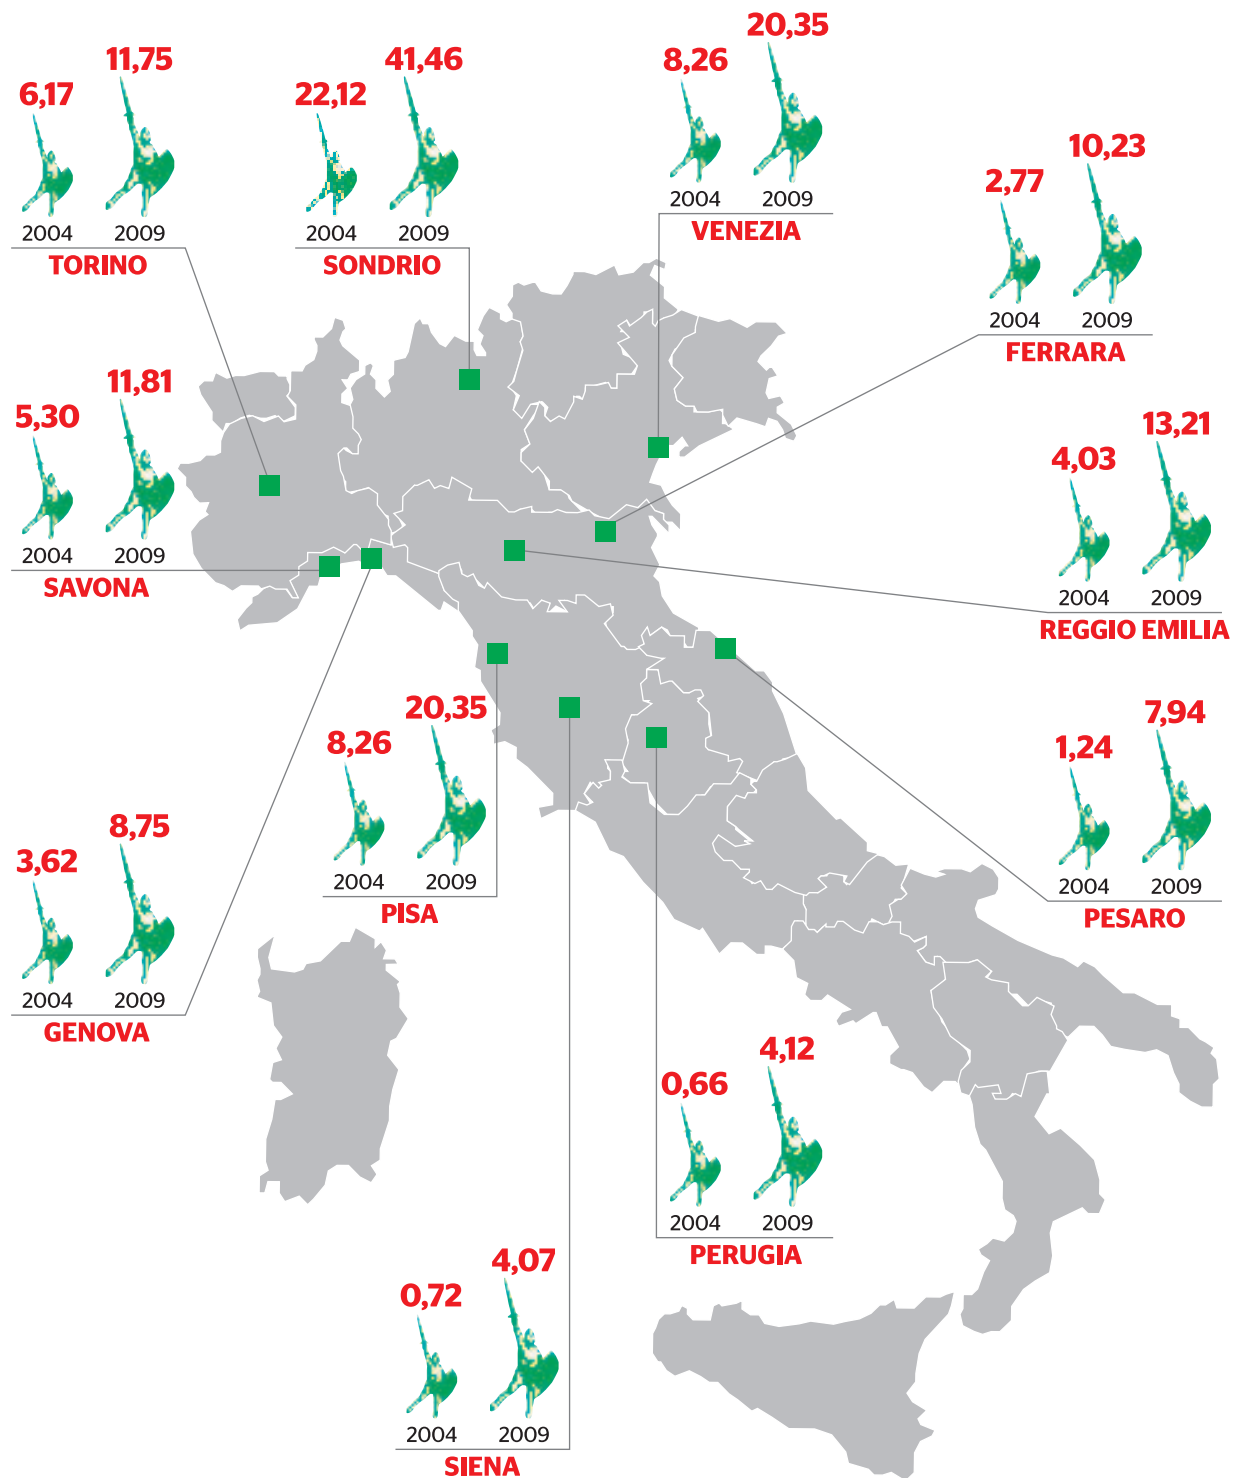 6,17 11,75
2004 2009
TORINO
22,12 41,46
2004 2009
SONDRIO
8,26 20,35
2004 2009
VENEZIA
2,77 10,23
2004 2009
FERRARA
5,30 11,81
2004 2009
SAVONA
4,03 13,21
2004 2009
REGGIO EMILIA
8,26 20,35
2004 2009
PISA
1,24 7,94
2004 2009
PESARO
3,62 8,75
2004 2009
GENOVA
0,66 4,12
2004 2009
PERUGIA
0,72 4,07
2004 2009
SIENA